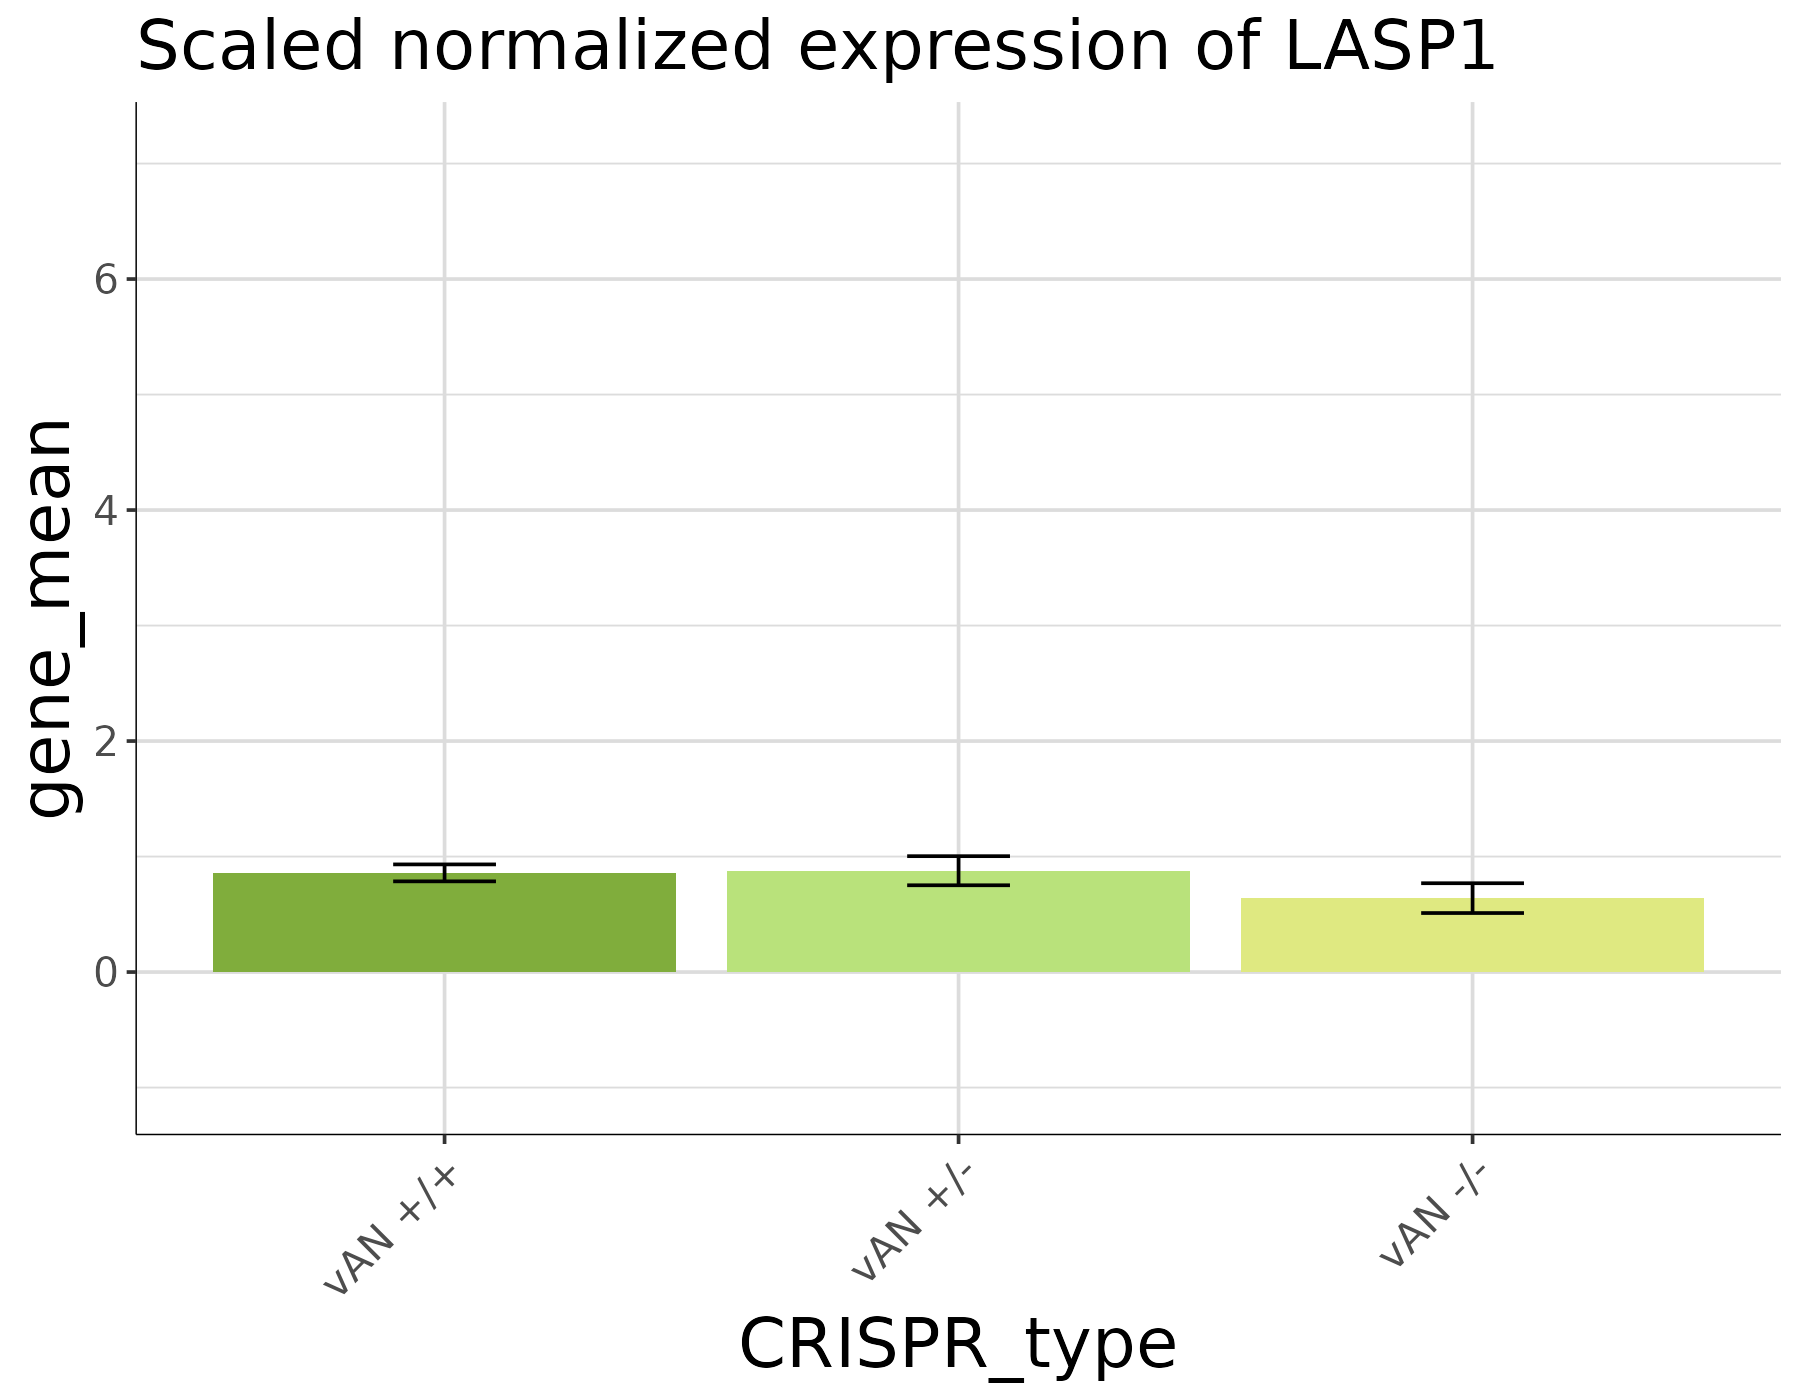 Scaled normalized expression of LASP1
gene_mean
6
4
2
0
vAN +/+
vAN +/-
vAN -/-
CRISPR_type